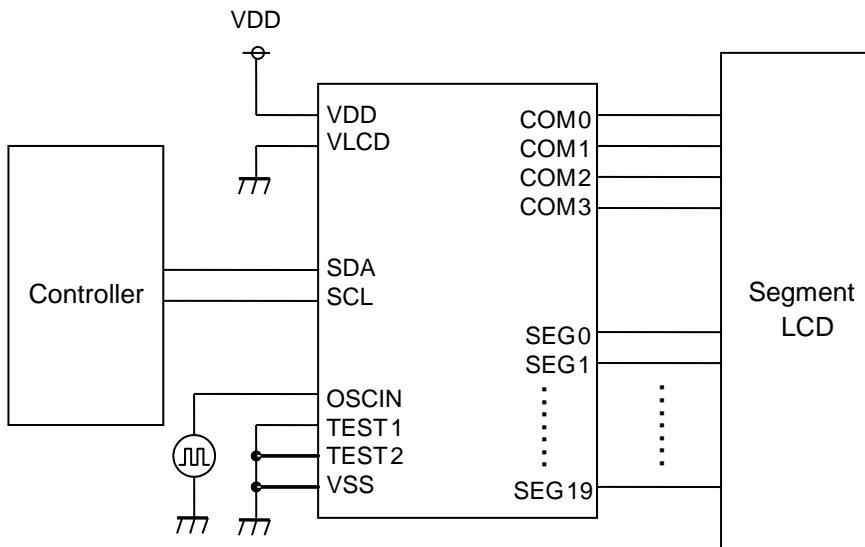 VDD
VDD
VLCD
COM0
COM1
COM2
COM3
Controller
SDA
SCL
Segment
LCD
SEG0
SEG1
OSCIN
TEST1
TEST2
VSS
SEG19